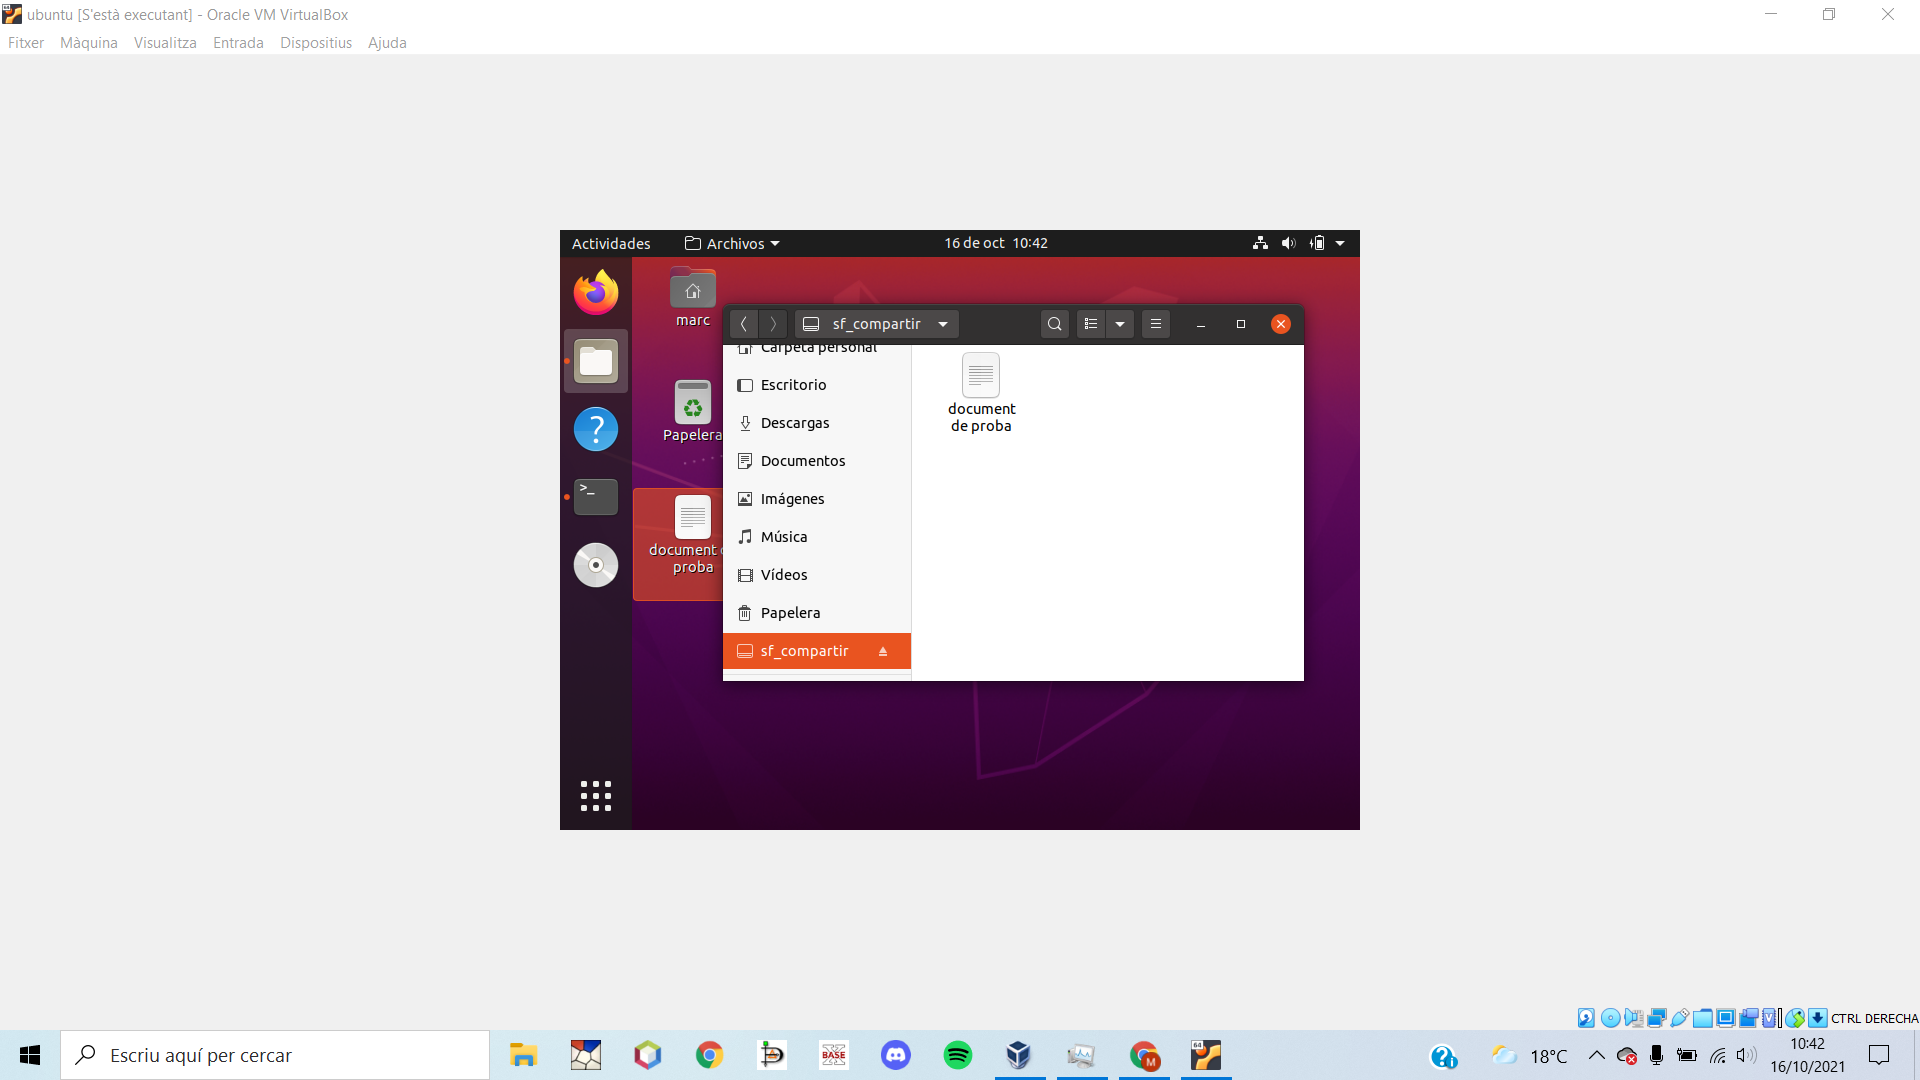 ubuntu [S'està executant] - Oracle VM VirtualBox
Fitxer Màquina Visualitza Entrada Dispositius Ajuda
Actividades Archivos 16 de oct 10:42
marc
Papelera
document
proba
sf_compartir
Carpeta personal
Escritorio
Descargas
Documentos
Imágenes
Música
Vídeos
Papelera
sf_compartir
document
de proba
CTRL DERECHA
Escriu aquí per cercar
BASE
64
M
18°C
10:42
16/10/2021